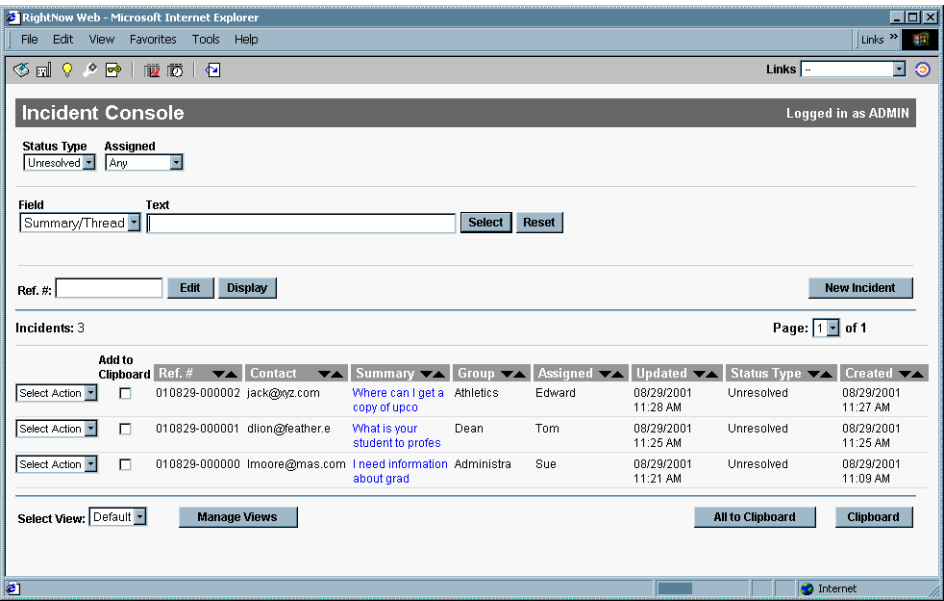 RightNow Web - Microsoft Internet Explorer
File Edit View Favorites Tools Help Links »
Links --
Incident Console Logged in as ADMIN
Status Type Assigned
Unresolved Any
Field Text
Summary/Thread Select Reset
Ref. #: Edit Display New Incident
Incidents: 3 Page: 1 of 1
Add to
Clipboard Ref. # Contact Summary Group Assigned Updated Status Type Created
Select Action 010829-000002 jack@xyz.com Where can I get a Athletics Edward 08/29/2001 Unresolved 08/29/2001
copy of upco 11:28 AM 11:27 AM
Select Action 010829-000001 dlion@feather.e What is your Dean Tom 08/29/2001 Unresolved 08/29/2001
student to profes 11:25 AM 11:25 AM
Select Action 010829-000000 lmoore@mas.com I need information Administra Sue 08/29/2001 Unresolved 08/29/2001
about grad 11:21 AM 11:09 AM
Select View: Default Manage Views All to Clipboard Clipboard
Internet